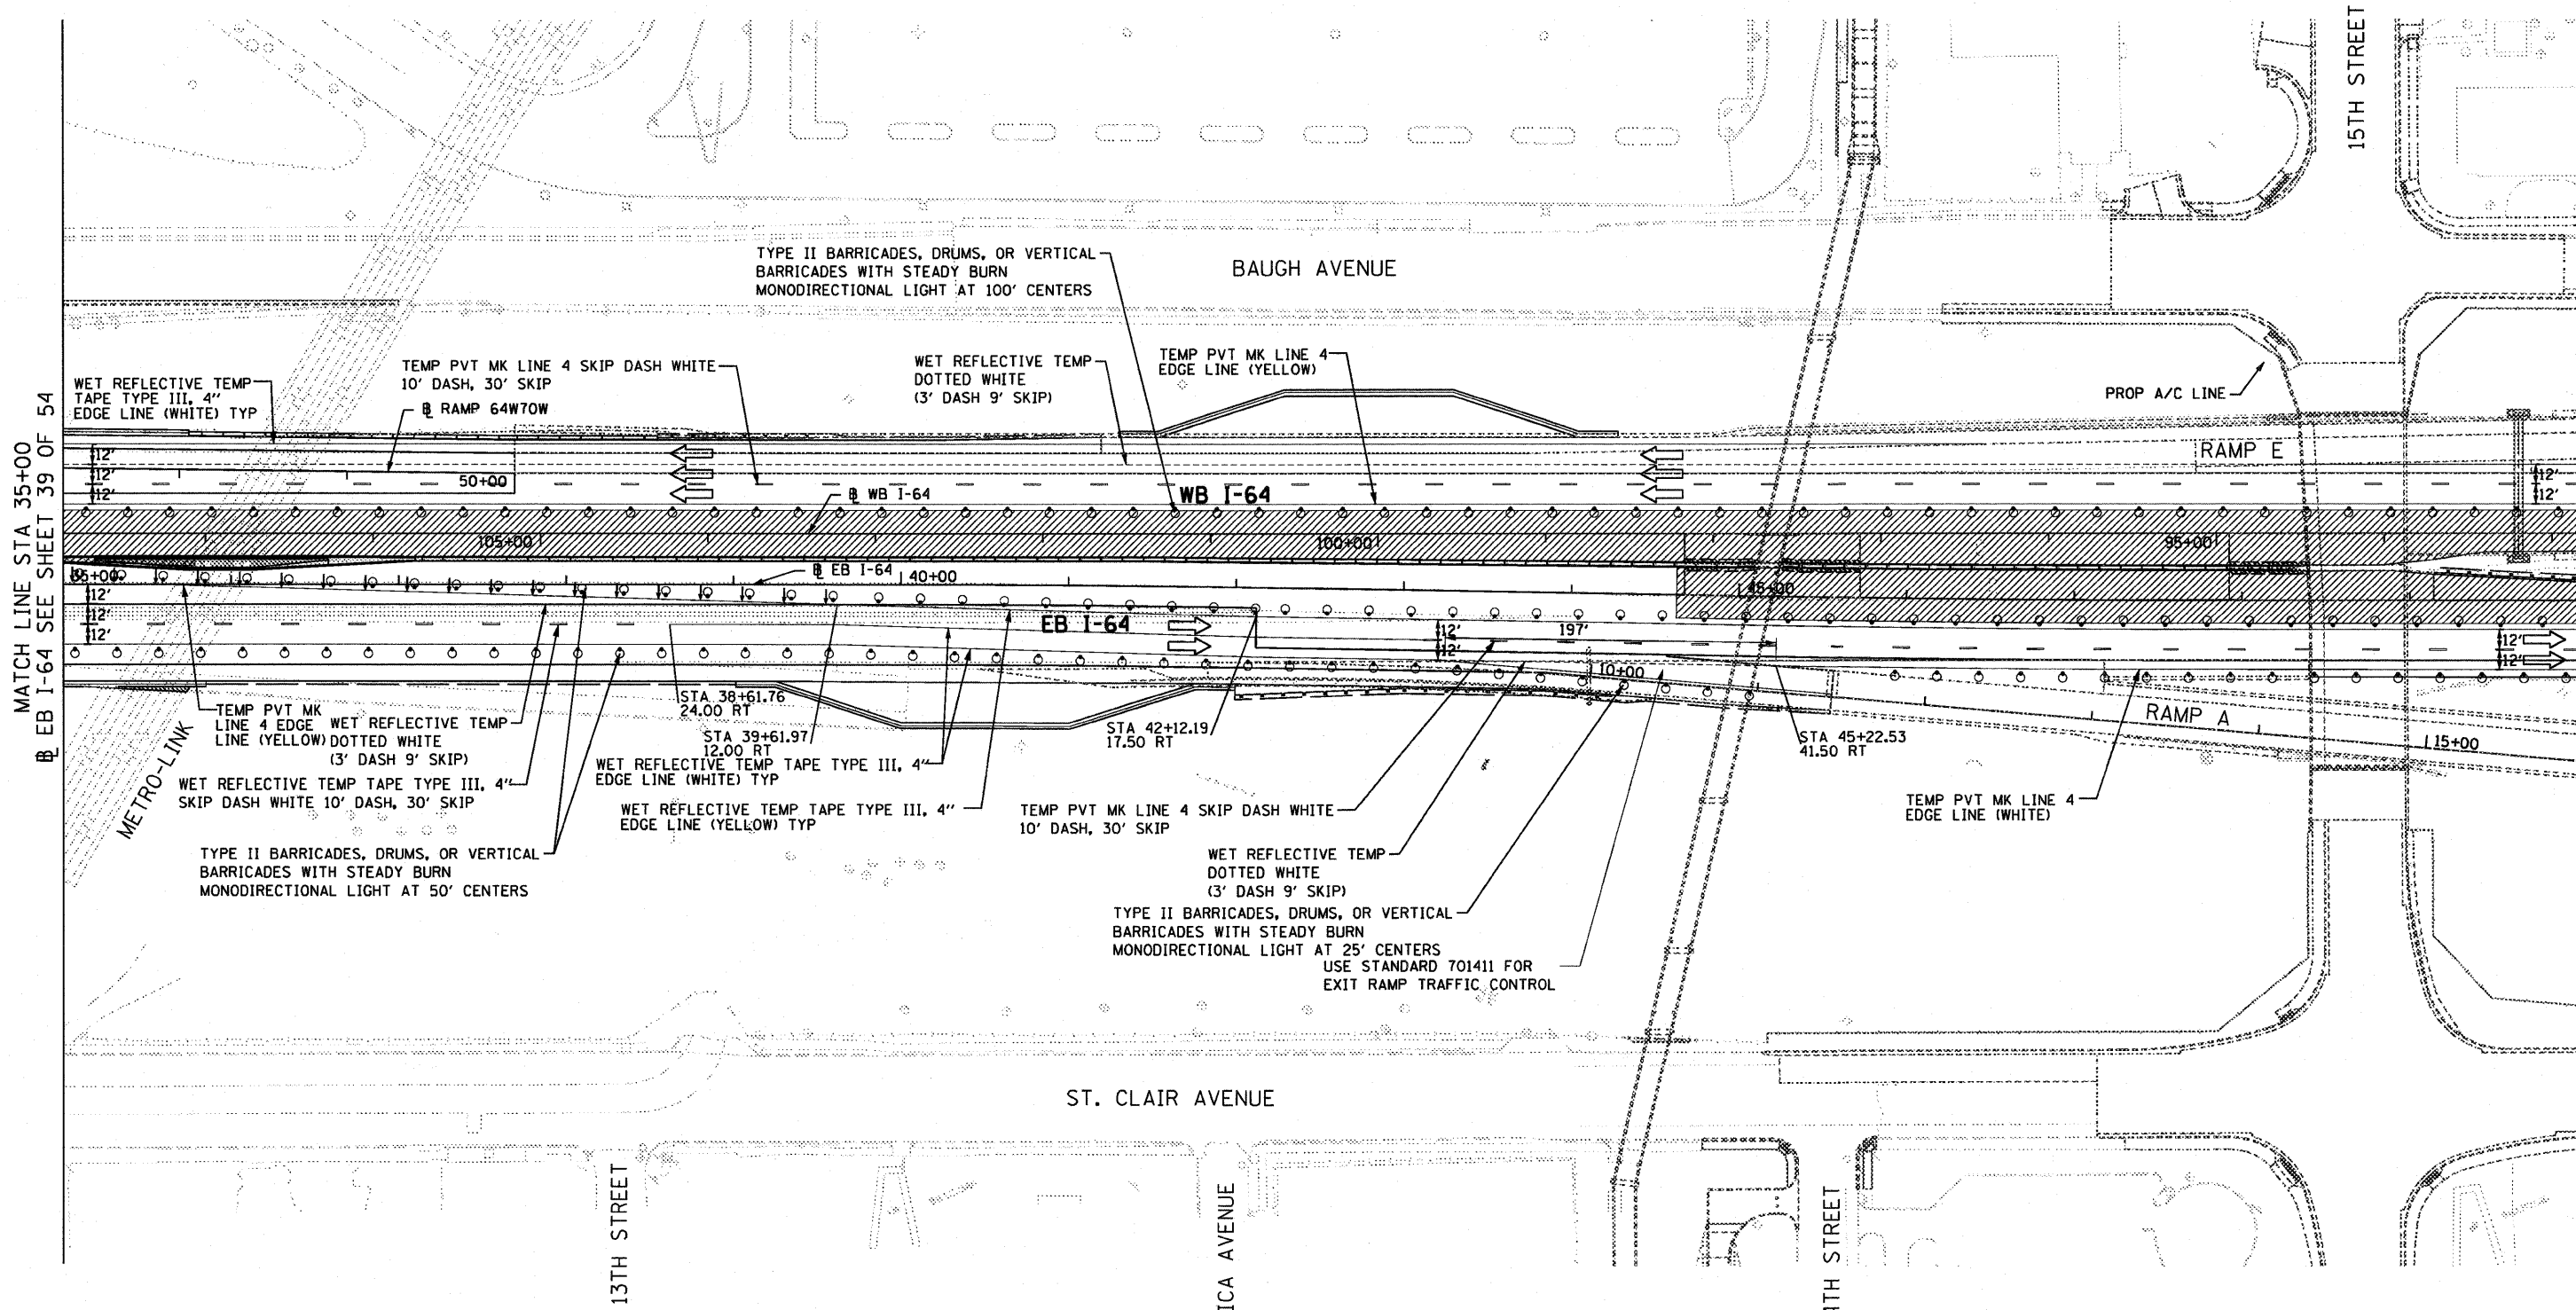 15TH STREET
TYPE II BARRICADES, DRUMS, OR VERTICAL
BARRICADES WITH STEADY BURN
MONODIRECTIONAL LIGHT AT 100' CENTERS
BAUGH AVENUE
WET REFLECTIVE TEMP
TAPE TYPE III, 4"
EDGE LINE (WHITE) TYP
TEMP PVT MK LINE 4 SKIP DASH WHITE
10' DASH, 30' SKIP
℄ RAMP 64W70W
WET REFLECTIVE TEMP
DOTTED WHITE
(3' DASH 9' SKIP)
TEMP PVT MK LINE 4
EDGE LINE (YELLOW)
PROP A/C LINE
MATCH LINE STA 35+00
℄ EB I-64 SEE SHEET 39 OF 54
12'
12'
12'
50+00
RAMP E
12'
12'
℄ WB I-64
WB I-64
105+00
100+00
95+00
35+00
℄ EB I-64
40+00
45+00
12'
12'
12'
EB I-64
12'
12'
197'
12'
12'
10+00
STA 38+61.76
24.00 RT
STA 39+61.97
12.00 RT
STA 42+12.19
17.50 RT
STA 45+22.53
41.50 RT
RAMP A
15+00
METRO-LINK
TEMP PVT MK
LINE 4 EDGE
LINE (YELLOW)
WET REFLECTIVE TEMP
DOTTED WHITE
(3' DASH 9' SKIP)
WET REFLECTIVE TEMP TAPE TYPE III, 4"
SKIP DASH WHITE 10' DASH, 30' SKIP
WET REFLECTIVE TEMP TAPE TYPE III, 4"
EDGE LINE (WHITE) TYP
WET REFLECTIVE TEMP TAPE TYPE III, 4"
EDGE LINE (YELLOW) TYP
TYPE II BARRICADES, DRUMS, OR VERTICAL
BARRICADES WITH STEADY BURN
MONODIRECTIONAL LIGHT AT 50' CENTERS
TEMP PVT MK LINE 4 SKIP DASH WHITE
10' DASH, 30' SKIP
WET REFLECTIVE TEMP
DOTTED WHITE
(3' DASH 9' SKIP)
TYPE II BARRICADES, DRUMS, OR VERTICAL
BARRICADES WITH STEADY BURN
MONODIRECTIONAL LIGHT AT 25' CENTERS
USE STANDARD 701411 FOR
EXIT RAMP TRAFFIC CONTROL
TEMP PVT MK LINE 4
EDGE LINE (WHITE)
ST. CLAIR AVENUE
13TH STREET
ICA AVENUE
4TH STREET